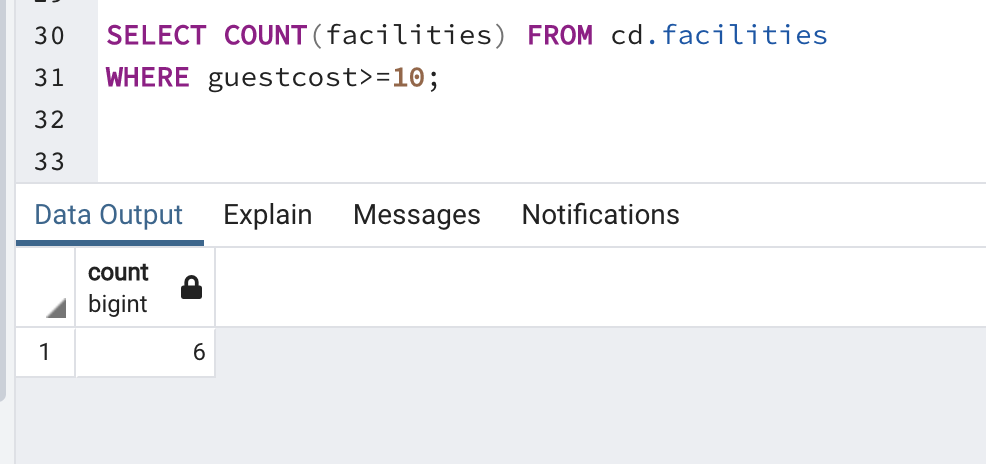 30 SELECT COUNT(facilities) FROM cd.facilities
31 WHERE guestcost>=10;
32
33
Data Output Explain Messages Notifications
count
bigint
1 6